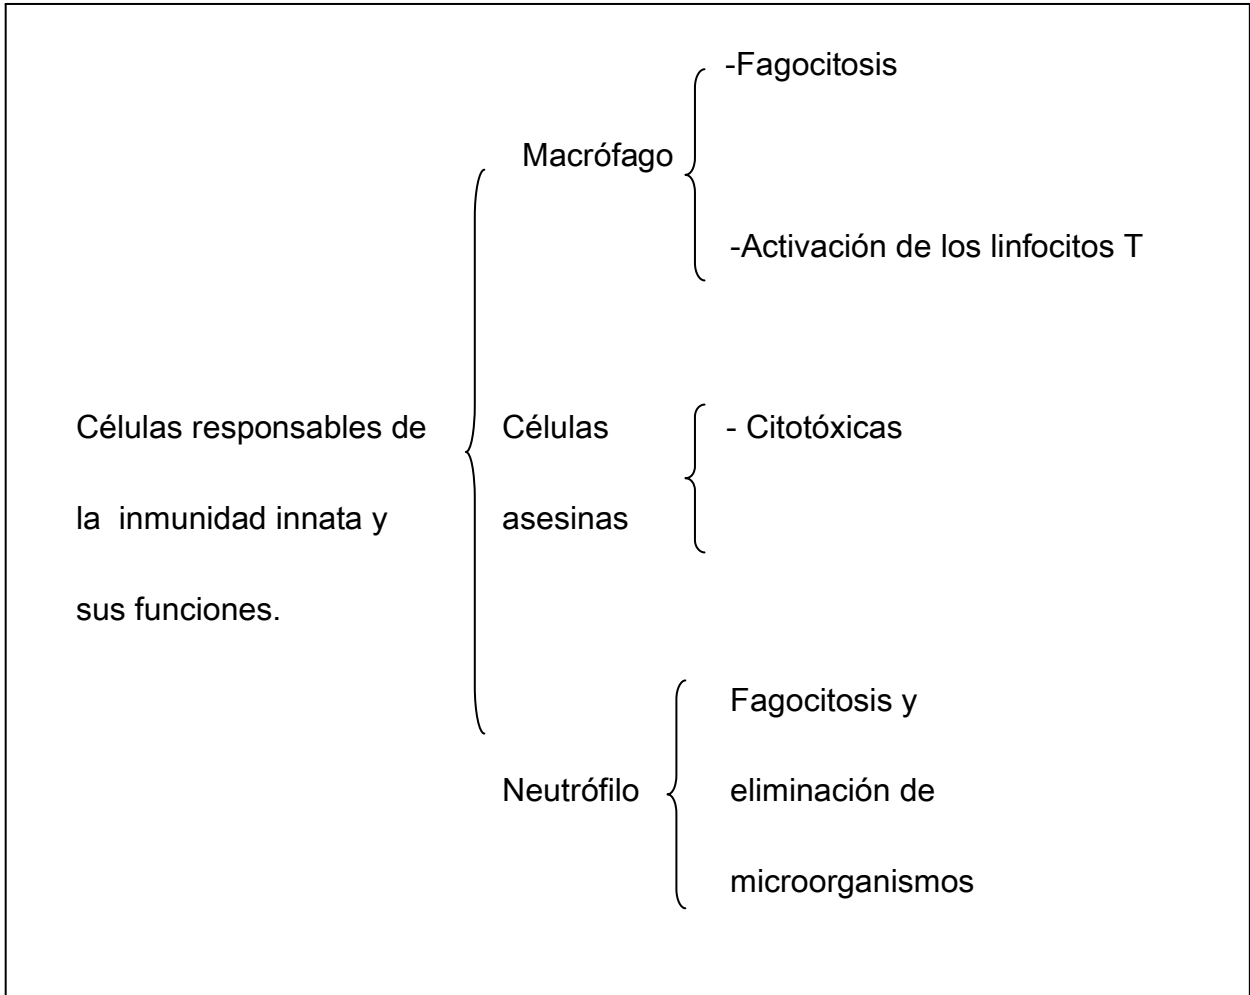 -Fagocitosis
Macrófago
-Activación de los linfocitos T
Células responsables de
la inmunidad innata y
sus funciones.
Células
asesinas
- Citotóxicas
Neutrófilo
Fagocitosis y
eliminación de
microorganismos